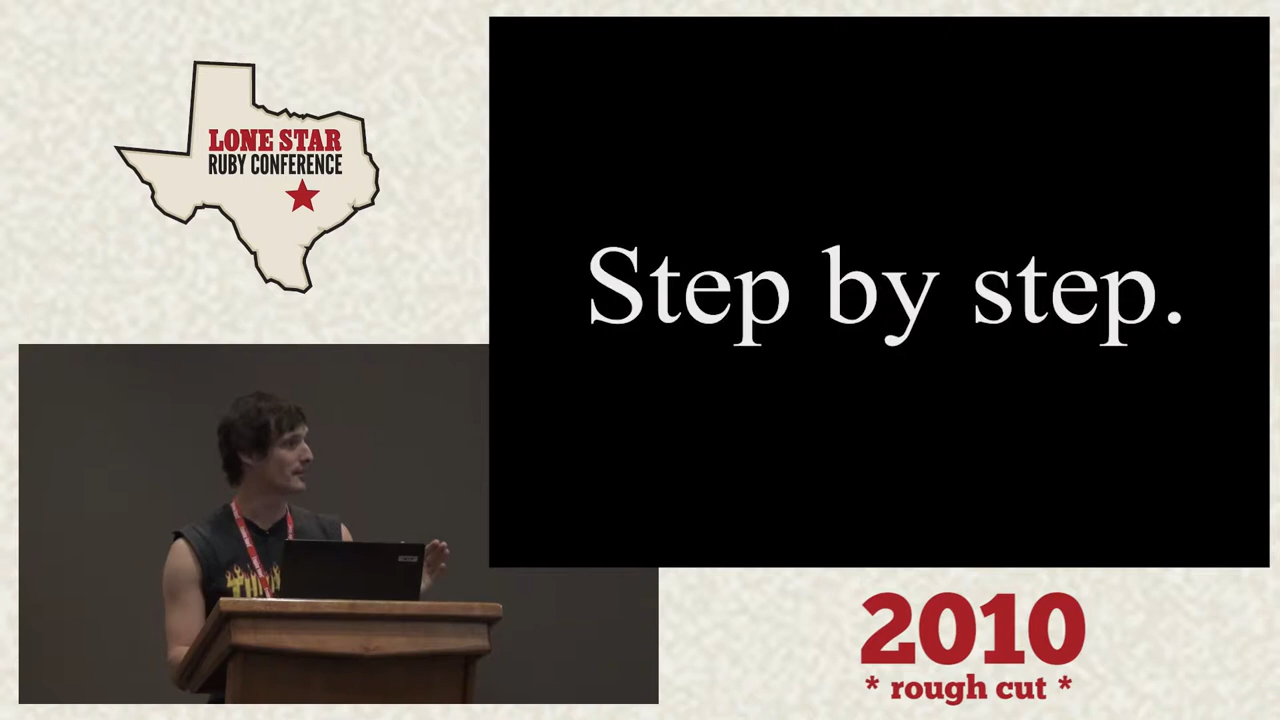 LONE STAR
RUBY CONFERENCE
Step by step.
2010
* rough cut *